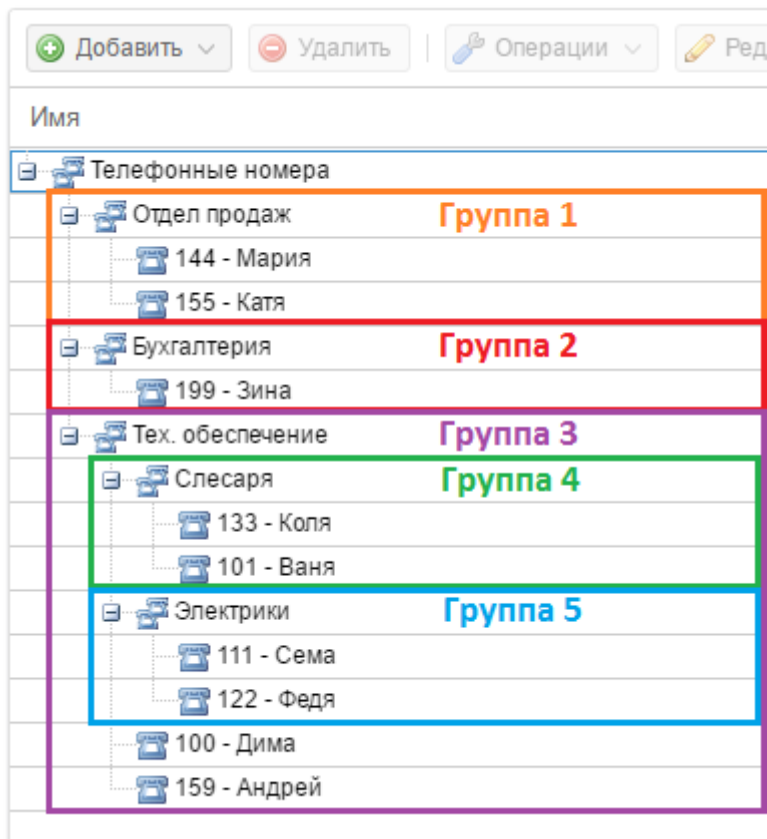 Добавить Удалить Операции Ред
Имя
Телефонные номера
Отдел продаж Группа 1
144 - Мария
155 - Катя
Бухгалтерия Группа 2
199 - Зина
Тех. обеспечение Группа 3
Слесаря Группа 4
133 - Коля
101 - Ваня
Электрики Группа 5
111 - Сема
122 - Федя
100 - Дима
159 - Андрей